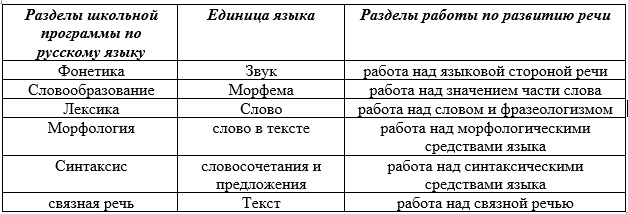 Разделы школьной Единица языка Разделы работы по развитию речи
программы по
русскому языку
Фонетика Звук работа над языковой стороной речи
Словообразование Морфема работа над значением части слова
Лексика Слово работа над словом и фразеологизмом
Морфология слово в тексте работа над морфологическими
средствами языка
Синтаксис словосочетания и работа над синтаксическими
предложения средствами языка
связная речь Текст работа над связной речью